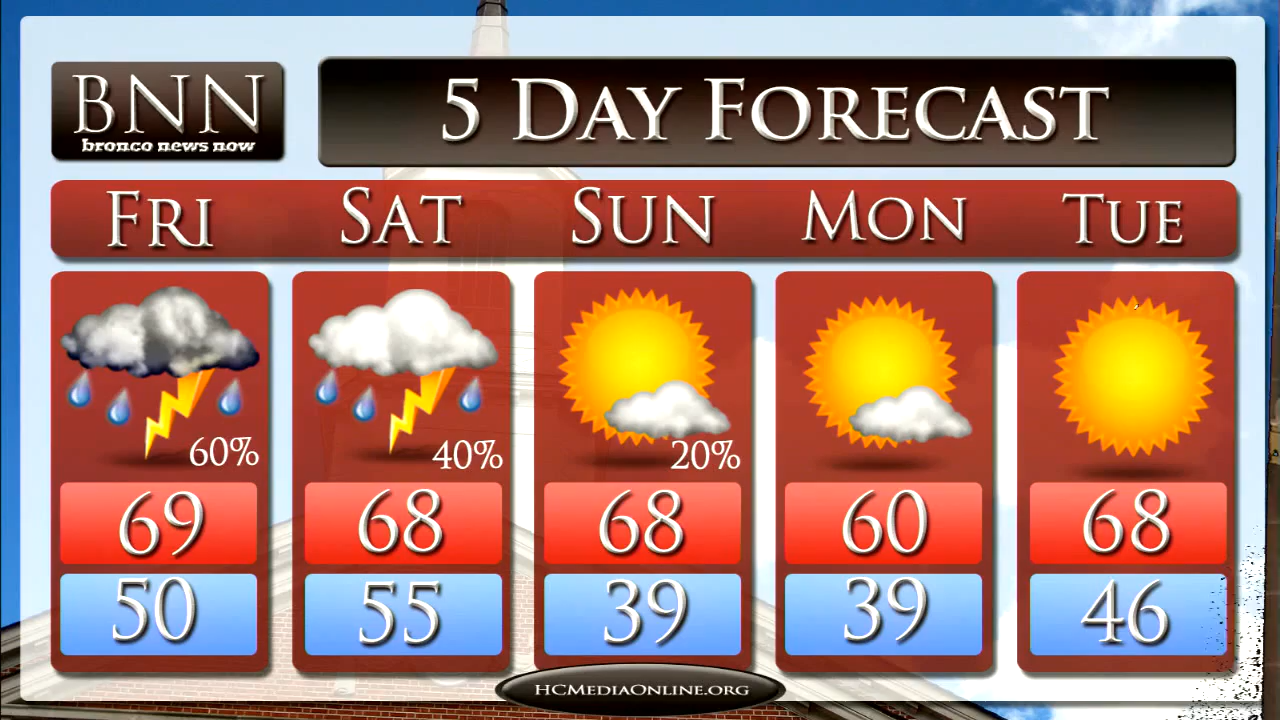 BNN
bronco news now
5 Day Forecast
Fri Sat Sun Mon Tue
60% 40% 20%
69 68 68 60 68
50 55 39 39 46
HCMediaOnline.org